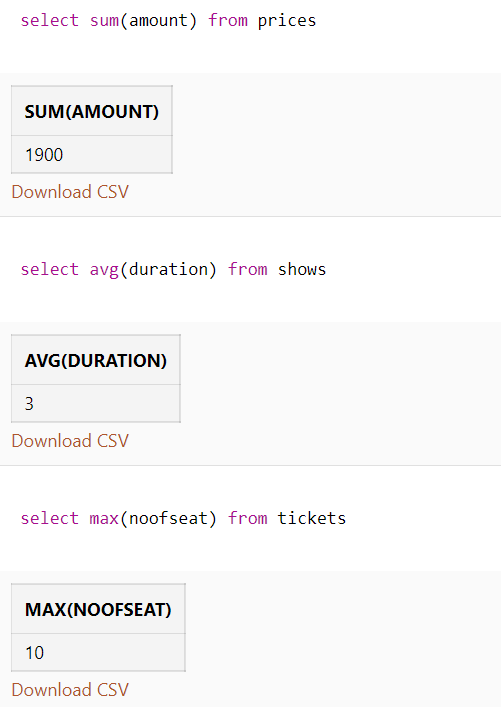 select sum(amount) from prices
SUM(AMOUNT)
1900
Download CSV
select avg(duration) from shows
AVG(DURATION)
3
Download CSV
select max(noofseat) from tickets
MAX(NOOFSEAT)
10
Download CSV